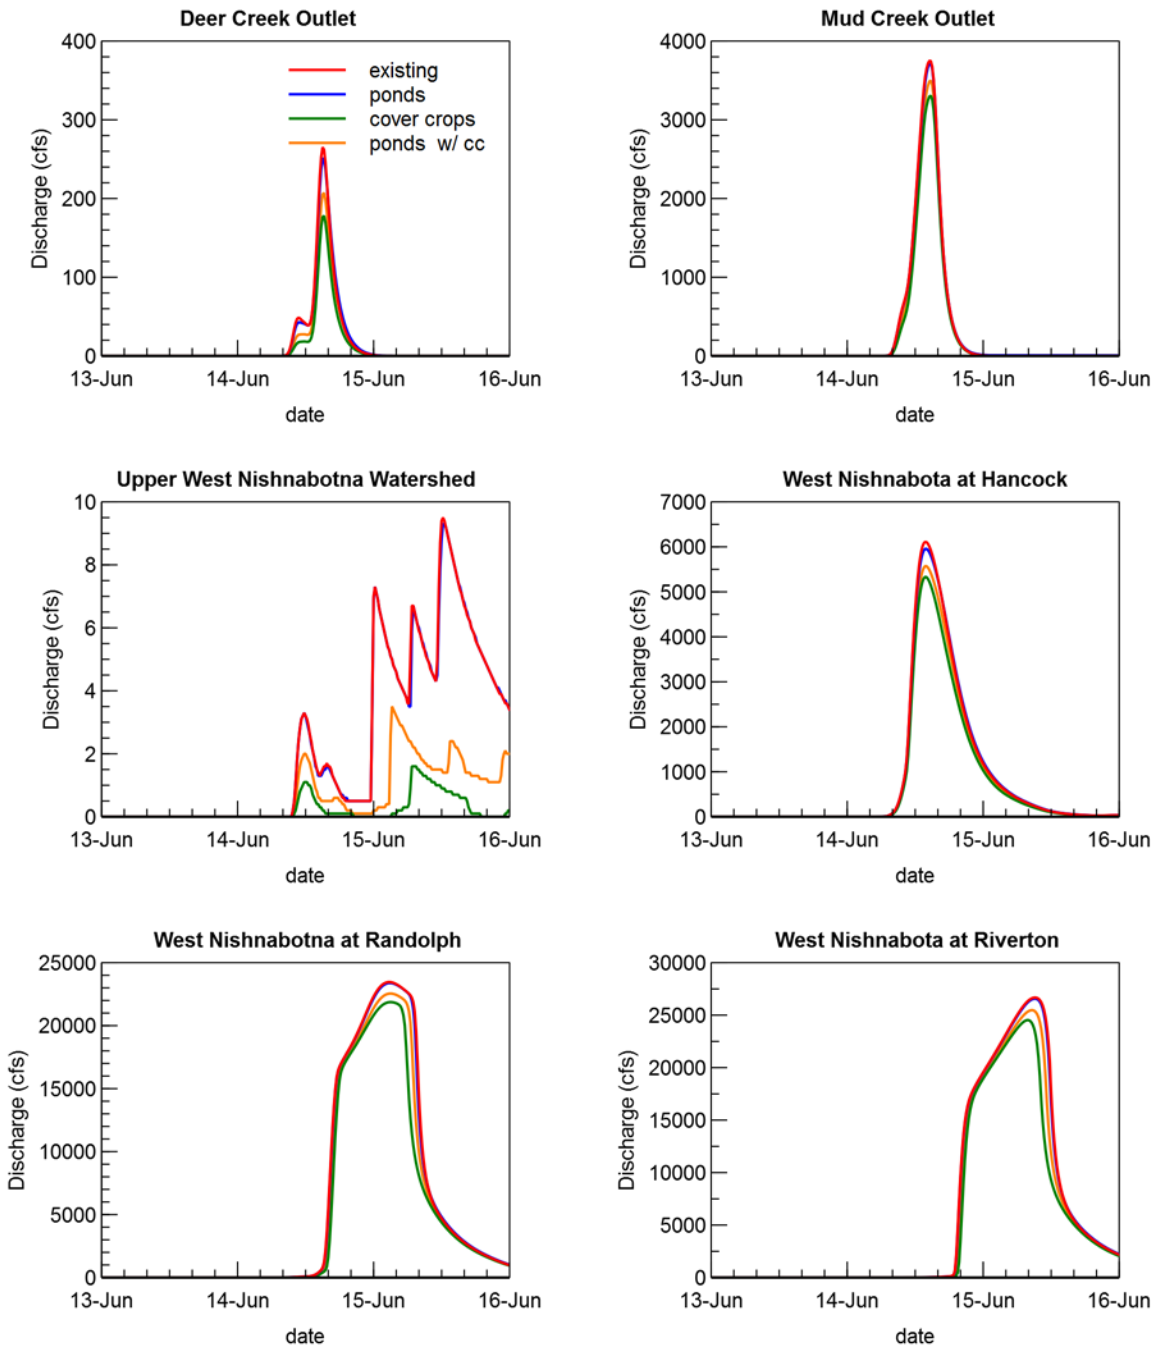 Deer Creek Outlet
400
300
200
100
0
Discharge (cfs)
existing
ponds
cover crops
ponds w/ cc
13-Jun 14-Jun 15-Jun 16-Jun
date
Mud Creek Outlet
4000
3000
2000
1000
0
Discharge (cfs)
13-Jun 14-Jun 15-Jun 16-Jun
date
Upper West Nishnabotna Watershed
10
8
6
4
2
0
Discharge (cfs)
13-Jun 14-Jun 15-Jun 16-Jun
date
West Nishnabota at Hancock
7000
6000
5000
4000
3000
2000
1000
0
Discharge (cfs)
13-Jun 14-Jun 15-Jun 16-Jun
date
West Nishnabotna at Randolph
25000
20000
15000
10000
5000
0
Discharge (cfs)
13-Jun 14-Jun 15-Jun 16-Jun
date
West Nishnabota at Riverton
30000
25000
20000
15000
10000
5000
0
Discharge (cfs)
13-Jun 14-Jun 15-Jun 16-Jun
date